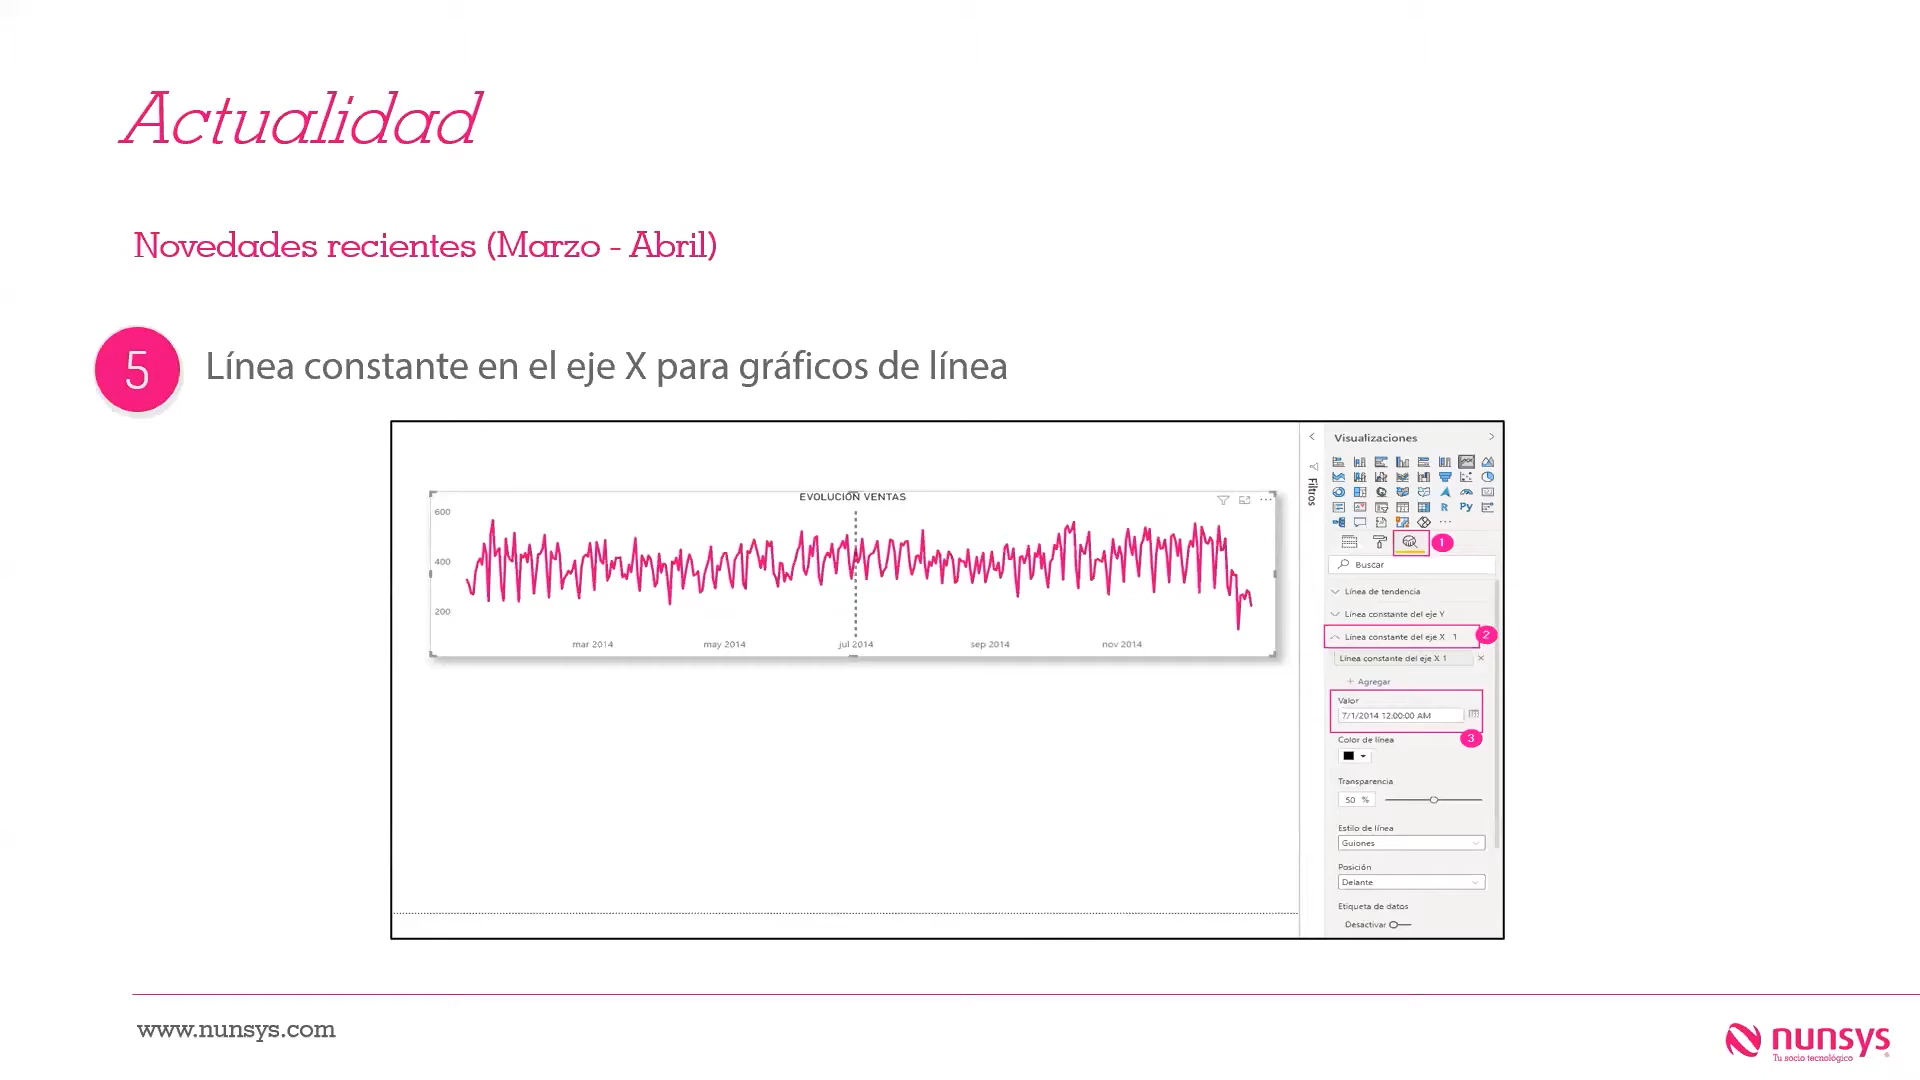 Actualidad
Novedades recientes (Marzo - Abril)
5
Línea constante en el eje X para gráficos de línea
EVOLUCIÓN VENTAS
600
400
200
mar 2014
may 2014
jul 2014
sep 2014
nov 2014
Filtros
Visualizaciones
R
Py
1
Buscar
Línea de tendencia
Línea constante del eje Y
Línea constante del eje X 1
2
Línea constante del eje X 1
Agregar
Valor
7/1/2014 12:00:00 AM
3
Color de línea
Transparencia
50 %
Estilo de línea
Guiones
Posición
Delante
Etiqueta de datos
Desactivar
www.nunsys.com
nunsys
Tu socio tecnológico